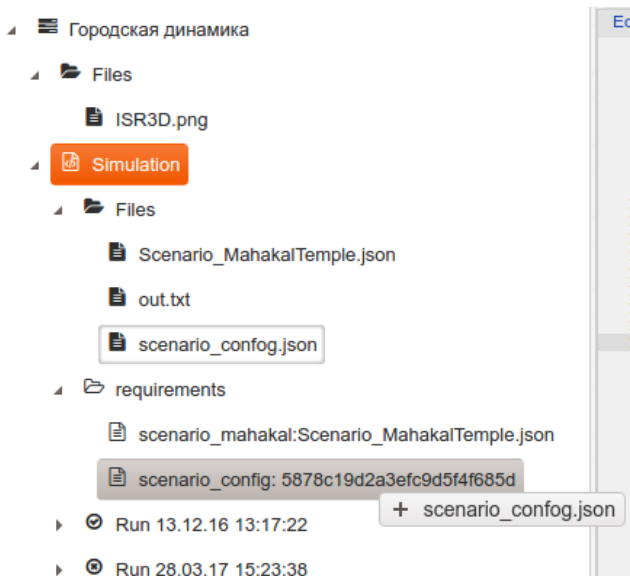 Городская динамика
Ec
Files
ISR3D.png
Simulation
Files
Scenario_MahakalTemple.json
out.txt
scenario_confog.json
requirements
scenario_mahakal:Scenario_MahakalTemple.json
scenario_config: 5878c19d2a3efc9d5f4f685d
+ scenario_confog.json
Run 13.12.16 13:17:22
Run 28.03.17 15:23:38